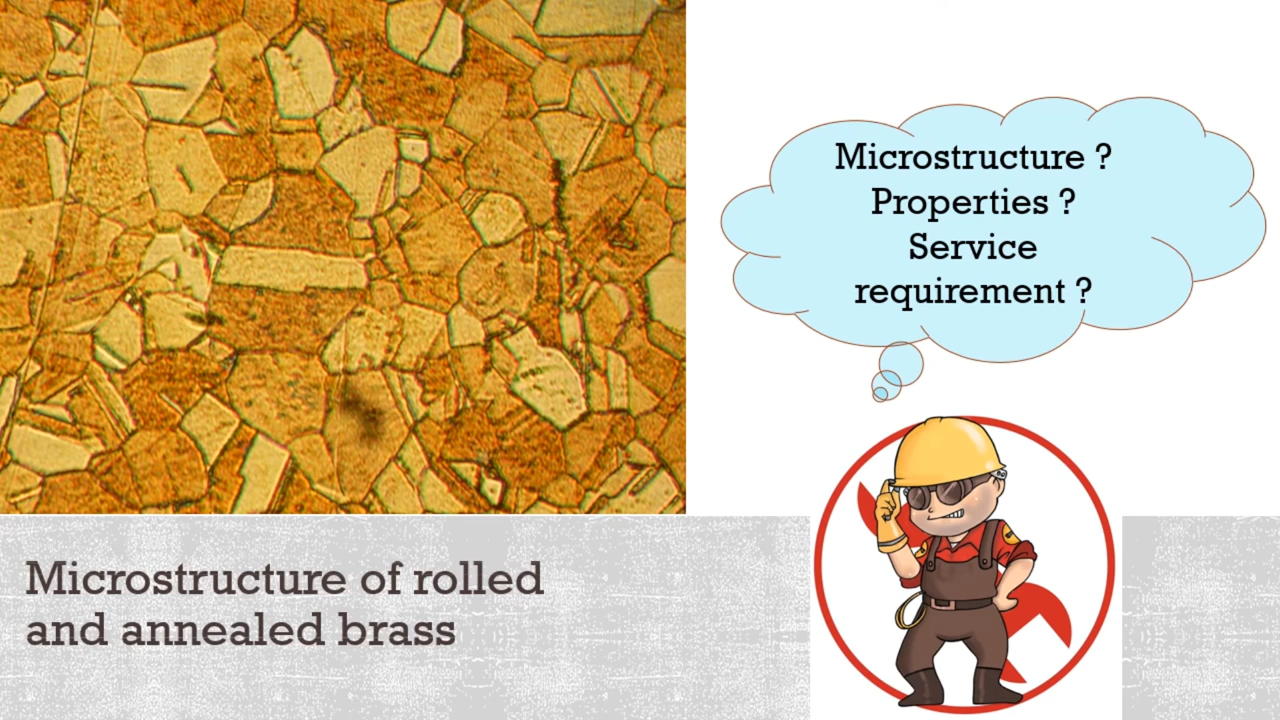 Microstructure ?
Properties ?
Service
requirement ?
Microstructure of rolled
and annealed brass